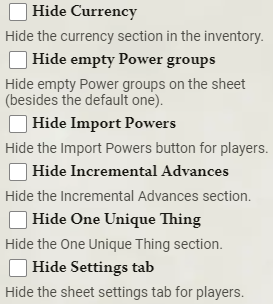 Hide Currency
Hide the currency section in the inventory.
Hide empty Power groups
Hide empty Power groups on the sheet
(besides the default one).
Hide Import Powers
Hide the Import Powers button for players.
Hide Incremental Advances
Hide the Incremental Advances section.
Hide One Unique Thing
Hide the One Unique Thing section.
Hide Settings tab
Hide the sheet settings tab for players.